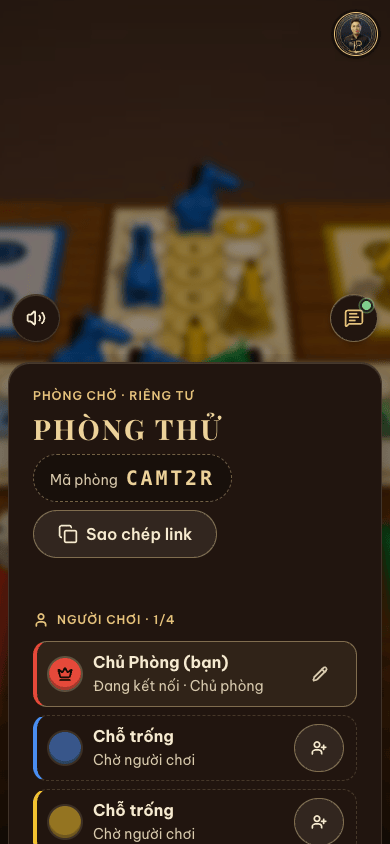 PHÒNG CHỜ · RIÊNG TƯ
PHÒNG THỬ
Mã phòng CAMT2R
Sao chép link
NGƯỜI CHƠI · 1/4
Chủ Phòng (bạn)
Đang kết nối · Chủ phòng
Chỗ trống
Chờ người chơi
Chỗ trống
Chờ người chơi